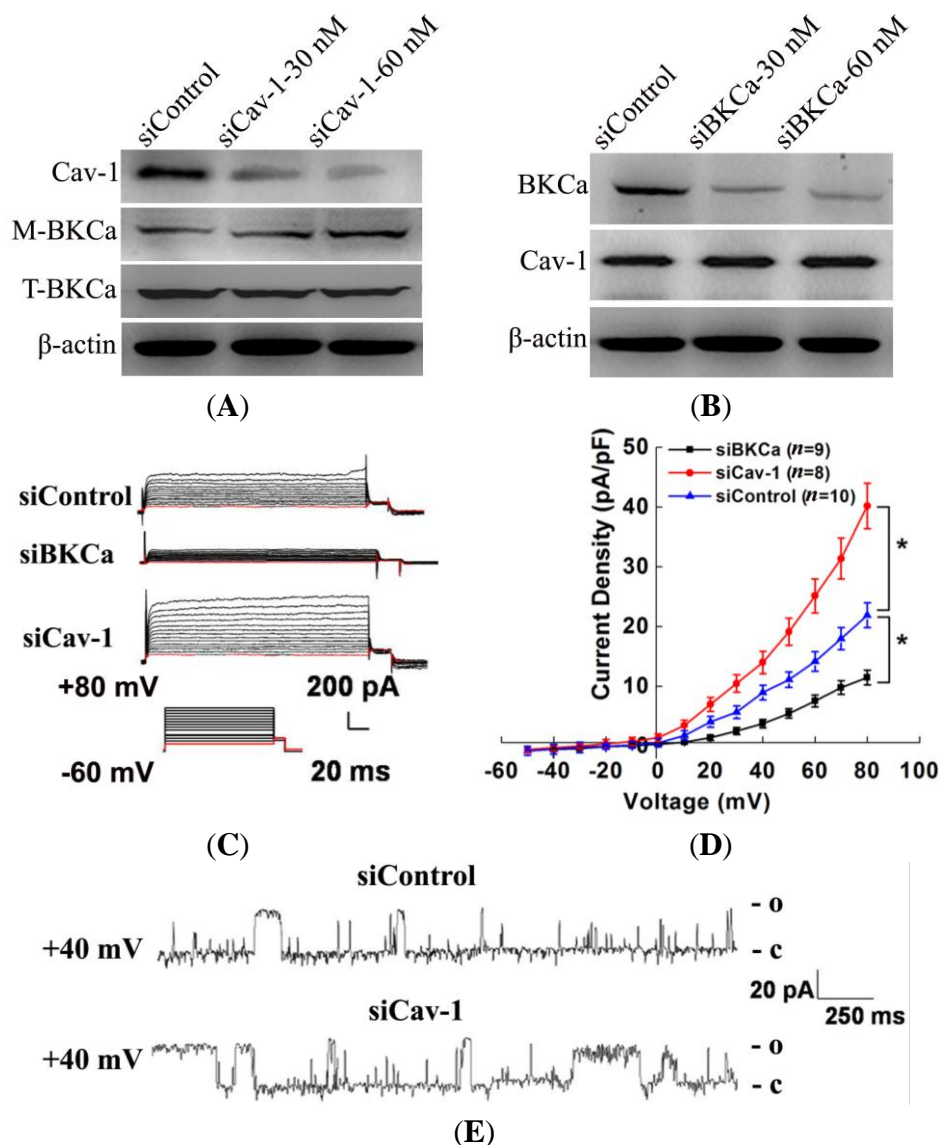 siControl
siCav-1-30 nM
siCav-1-60 nM
Cav-1
M-BKCa
T-BKCa
β-actin
(A)
siControl
siBKCa-30 nM
siBKCa-60 nM
BKCa
Cav-1
β-actin
(B)
siControl
siBKCa
siCav-1
+80 mV
200 pA
-60 mV
20 ms
(C)
Current Density (pA/pF)
50
40
30
20
10
0
siBKCa (n=9)
siCav-1 (n=8)
siControl (n=10)
*
*
-60 -40 -20 0 20 40 60 80 100
Voltage (mV)
(D)
siControl
+40 mV
- o
- c
20 pA
250 ms
siCav-1
+40 mV
- o
- c
(E)